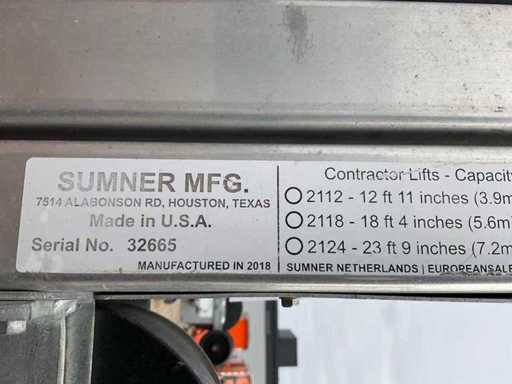 SUMNER MFG.
7514 ALABONSON RD, HOUSTON, TEXAS
Made in U.S.A.
Serial No. 32665
MANUFACTURED IN 2018
Contractor Lifts - Capacity
2112 - 12 ft 11 inches (3.9m
2118 - 18 ft 4 inches (5.6m
2124 - 23 ft 9 inches (7.2m
SUMNER NETHERLANDS | EUROPEANSALE